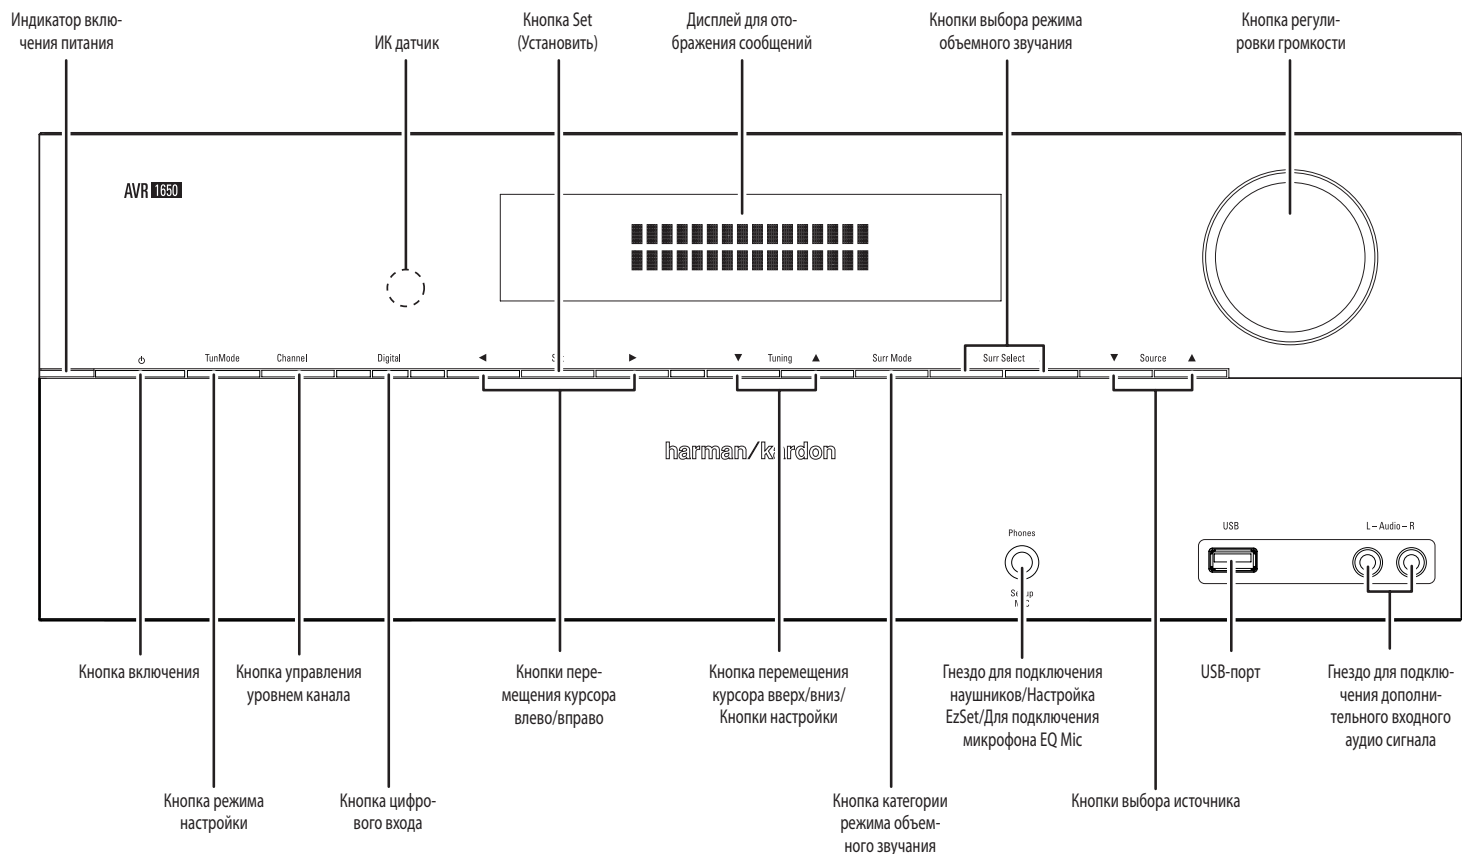 Индикатор вклю-
чения питания
ИК датчик
Кнопка Set
(Установить)
Дисплей для ото-
бражения сообщений
Кнопки выбора режима
объемного звучания
Кнопка регули-
ровки громкости
AVR 1650
TunMode
Channel
Digital
Tuning
Surr Mode
Surr Select
Source
harman/kardon
Phones
USB
L – Audio – R
Кнопка включения
Кнопка управления
уровнем канала
Кнопки пере-
мещения курсора
влево/вправо
Кнопка перемещения
курсора вверх/вниз/
Кнопки настройки
Гнездо для подключения
наушников/Настройка
EzSet/Для подключения
микрофона EQ Mic
USB-порт
Гнездо для подклю-
чения дополни-
тельного входного
аудио сигнала
Кнопка режима
настройки
Кнопка цифро-
вого входа
Кнопка категории
режима объем-
ного звучания
Кнопки выбора источника